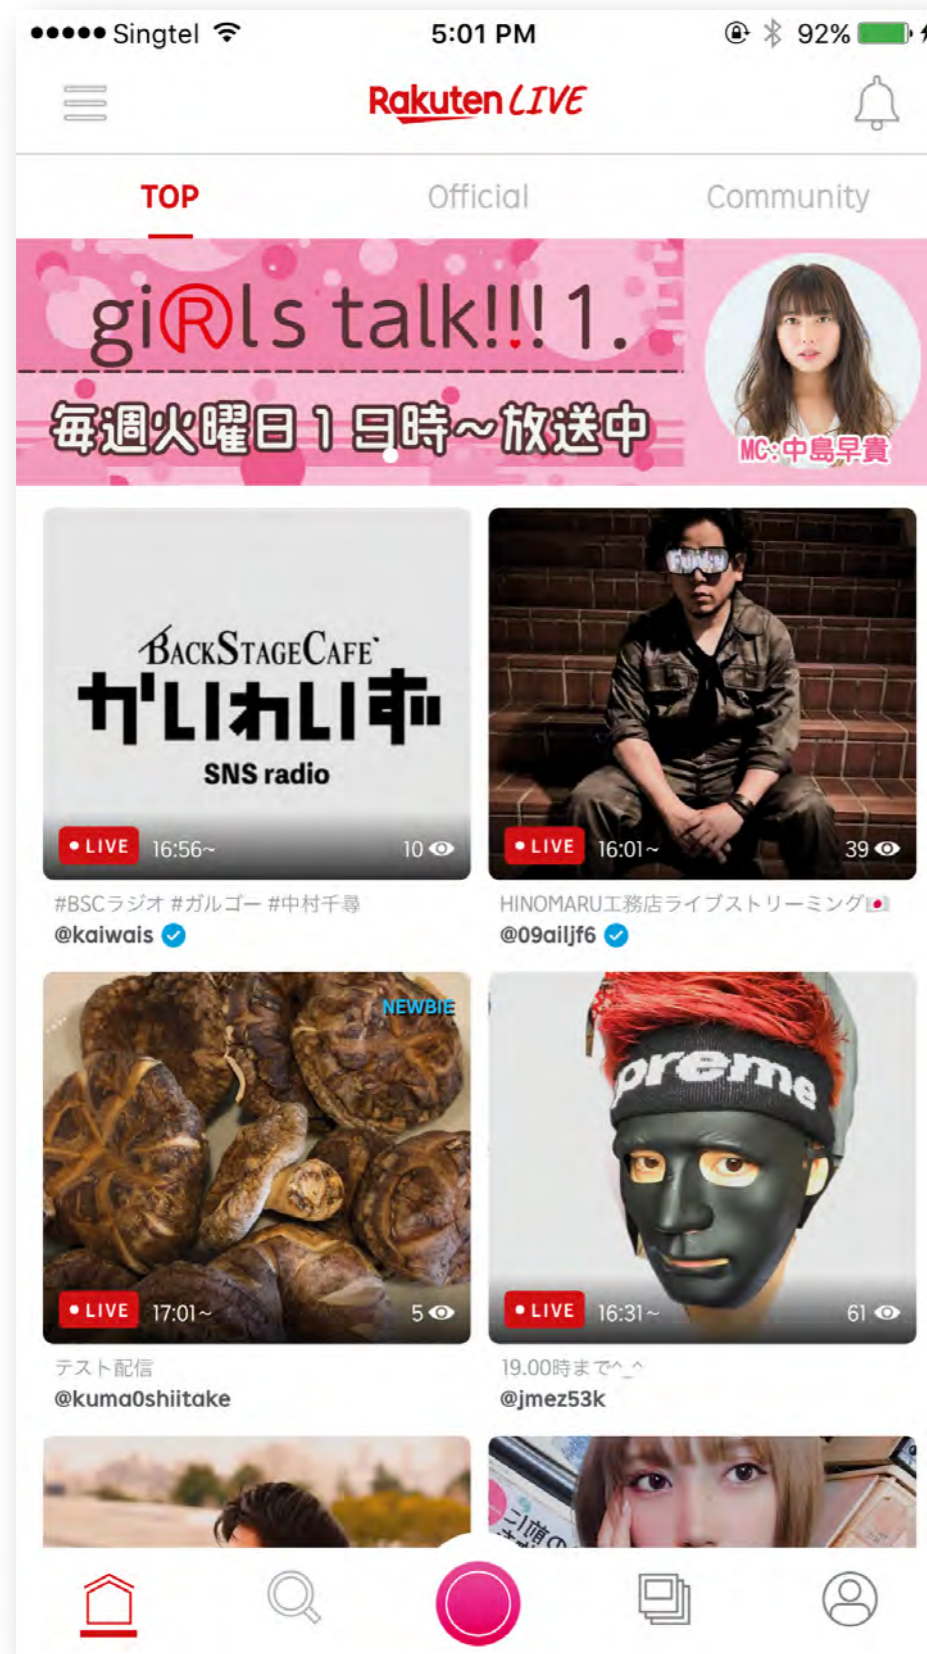 ●●●●● Singtel 5:01 PM 92%
Rakuten LIVE
TOP Official Community
giRls talk!!! 1.
毎週火曜日19時～放送中
MC:中島早貴
BACKSTAGECAFE
かいわいず
SNS radio
• LIVE 16:56~ 10
FUNKY
• LIVE 16:01~ 39
#BSCラジオ #ガルゴー #中村千尋
@kaiwais
HINOMARU工務店ライブストリーミング🇯🇵
@09ailjf6
NEWBIE
• LIVE 17:01~ 5
preme
• LIVE 16:31~ 61
テスト配信
@kuma0shiitake
19.00時まで^_^
@jmez53k